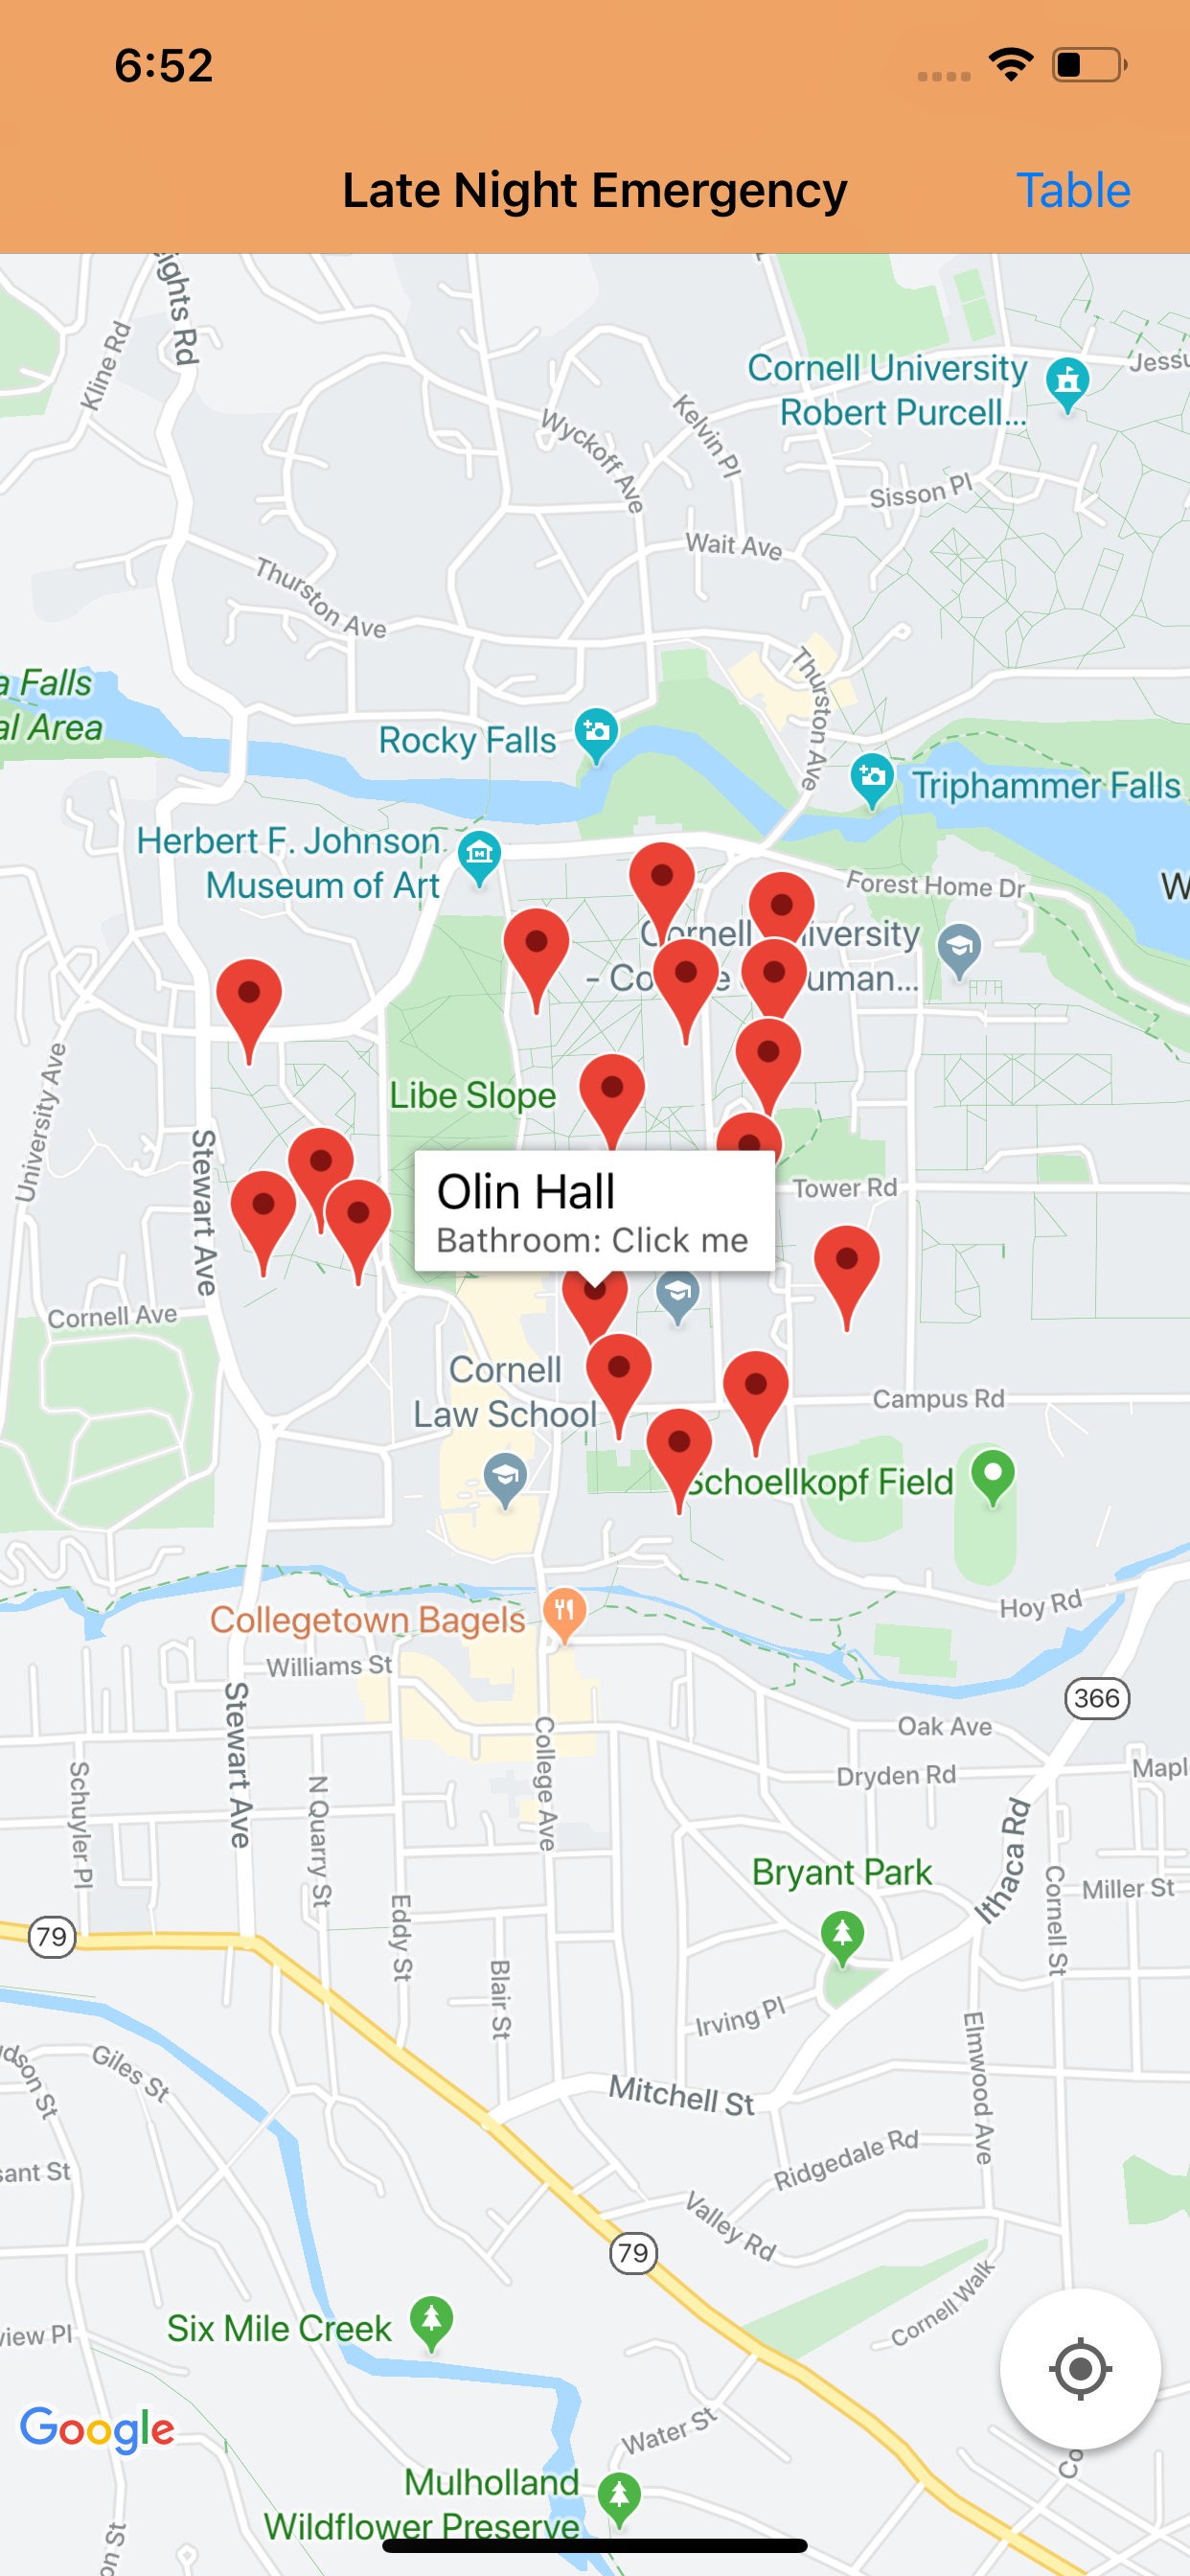 6:52
Late Night Emergency
Table
ights Rd
Kline Rd
Cornell University
Robert Purcell...
Jessu
Wyckoff Ave
Kelvin Pl
Sisson Pl
Wait Ave
Thurston Ave
Thurston Ave
a Falls
al Area
Rocky Falls
Triphammer Falls
Herbert F. Johnson
Museum of Art
Forest Home Dr
W
Cornell University
- Co e uman...
University Ave
Libe Slope
Stewart Ave
Olin Hall
Bathroom: Click me
Tower Rd
Cornell Ave
Cornell
Law School
Campus Rd
Schoellkopf Field
Hoy Rd
Collegetown Bagels
Williams St
366
Stewart Ave
College Ave
Oak Ave
Schuyler Pl
N Quarry St
Dryden Rd
Mapl
Ithaca Rd
Bryant Park
Cornell St
Miller St
Eddy St
79
Blair St
Irving Pl
Elmwood Ave
dson St
Giles St
Mitchell St
Ridgedale Rd
sant St
Valley Rd
79
Cornell Walk
Six Mile Creek
view Pl
Google
Water St
Co
Mulholland
Wildflower Preserve
on St